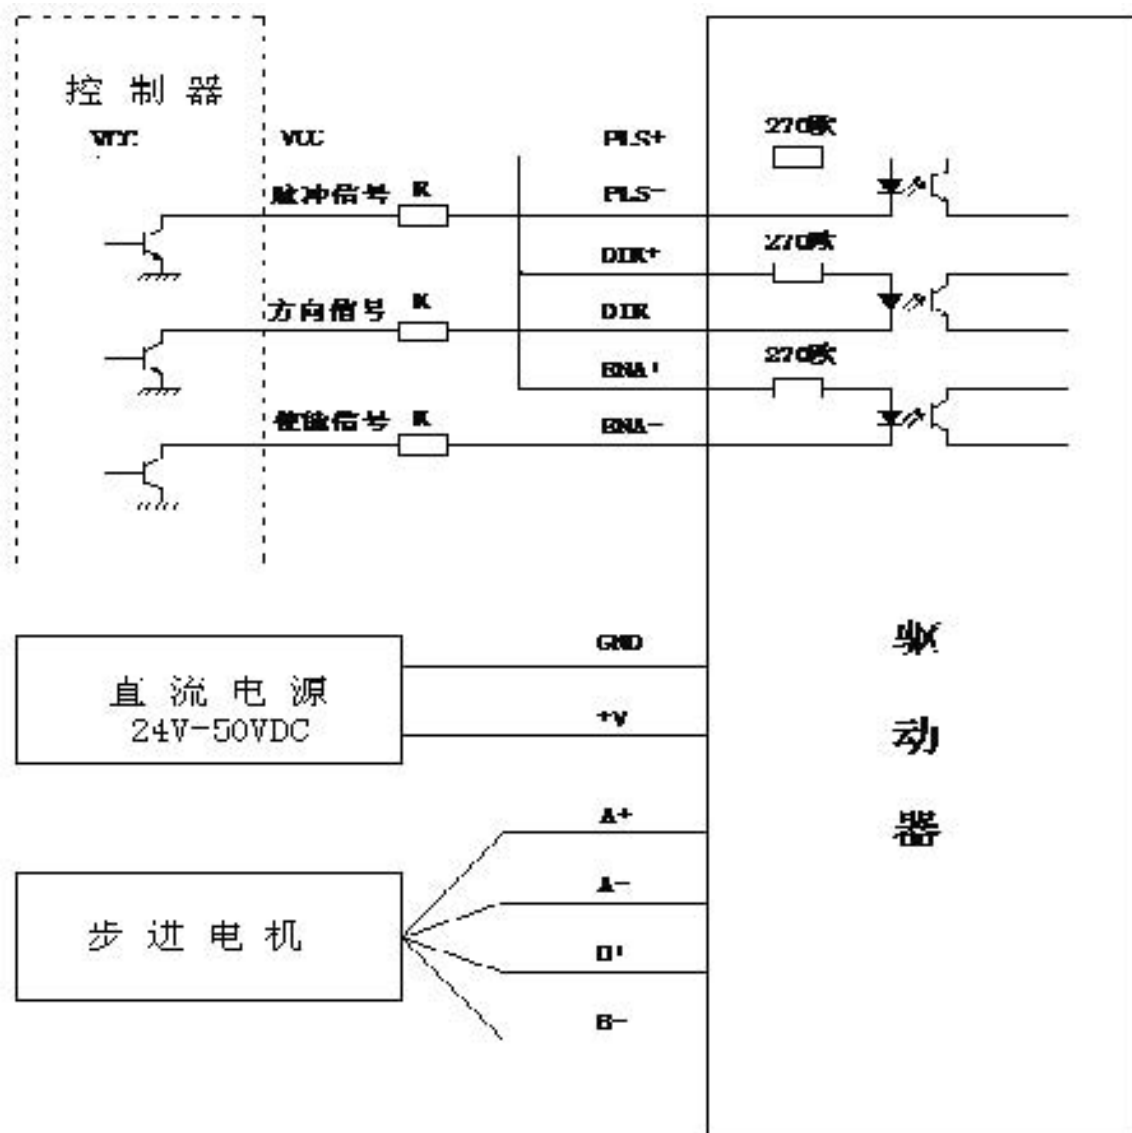 控制器
VCC
VCC
PLS+
270欧
脉冲信号
R
PLS-
DIR+
270欧
方向信号
R
DIR
270欧
ENA+
使能信号
R
ENA-
GND
直流电源
24V-50VDC
+V
驱
动
器
A+
A-
步进电机
B+
B-